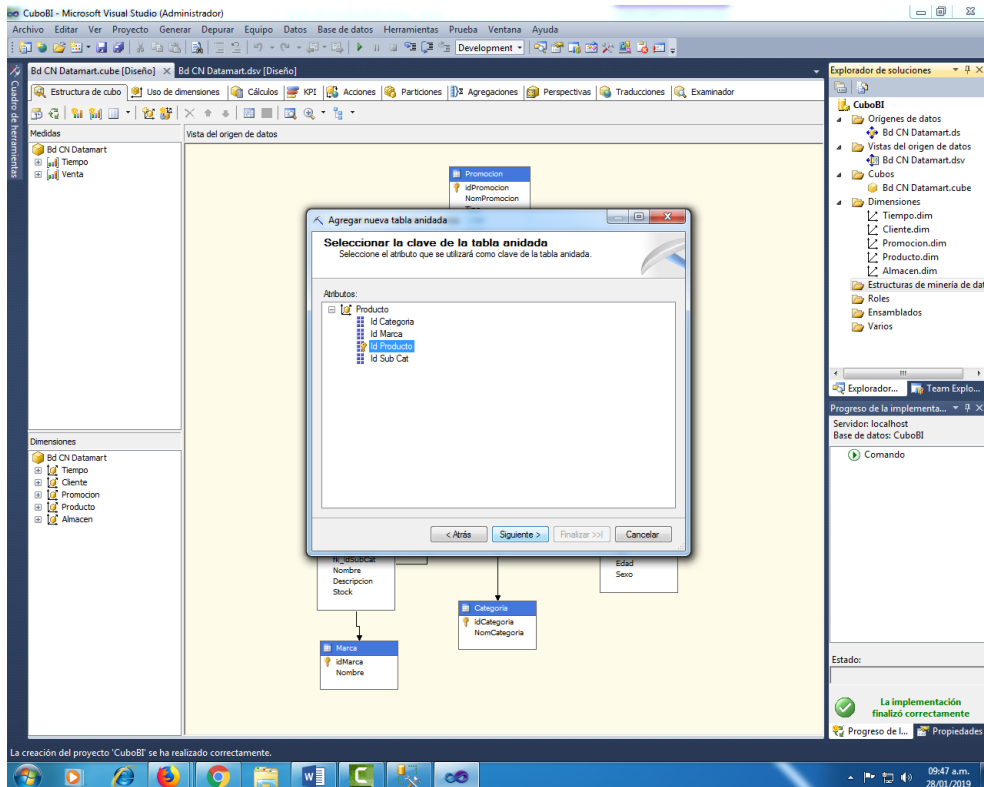 CuboBI - Microsoft Visual Studio (Administrador)
Archivo Editar Ver Proyecto Generar Depurar Equipo Datos Base de datos Herramientas Prueba Ventana Ayuda
Development
Cuadro de herramientas
Bd CN Datamart.cube [Diseño] Bd CN Datamart.dsv [Diseño]
Estructura de cubo Uso de dimensiones Cálculos KPI Acciones Particiones Agregaciones Perspectivas Traducciones Examinador
Medidas
Bd CN Datamart
Tiempo
Venta
Dimensiones
Bd CN Datamart
Tiempo
Cliente
Promocion
Producto
Almacen
Vista del origen de datos
Promocion
idPromocion
NomPromocion
Agregar nueva tabla anidada
Seleccionar la clave de la tabla anidada
Seleccione el atributo que se utilizará como clave de la tabla anidada.
Atributos:
Producto
Id Categoria
Id Marca
Id Producto
Id Sub Cat
< Atrás Siguiente > Finalizar >>| Cancelar
fk_idSubCat
Nombre
Descripcion
Stock
Edad
Sexo
Categoria
idCategoria
NomCategoria
Marca
idMarca
Nombre
Explorador de soluciones
CuboBI
Orígenes de datos
Bd CN Datamart.ds
Vistas del origen de datos
Bd CN Datamart.dsv
Cubos
Bd CN Datamart.cube
Dimensiones
Tiempo.dim
Cliente.dim
Promocion.dim
Producto.dim
Almacen.dim
Estructuras de minería de dat
Roles
Ensamblados
Varios
Explorador... Team Explo...
Progreso de la implementa...
Servidor: localhost
Base de datos: CuboBI
Comando
Estado:
La implementación
finalizó correctamente
Progreso de l... Propiedades
La creación del proyecto 'CuboBI' se ha realizado correctamente.
09:47 a.m.
28/01/2019